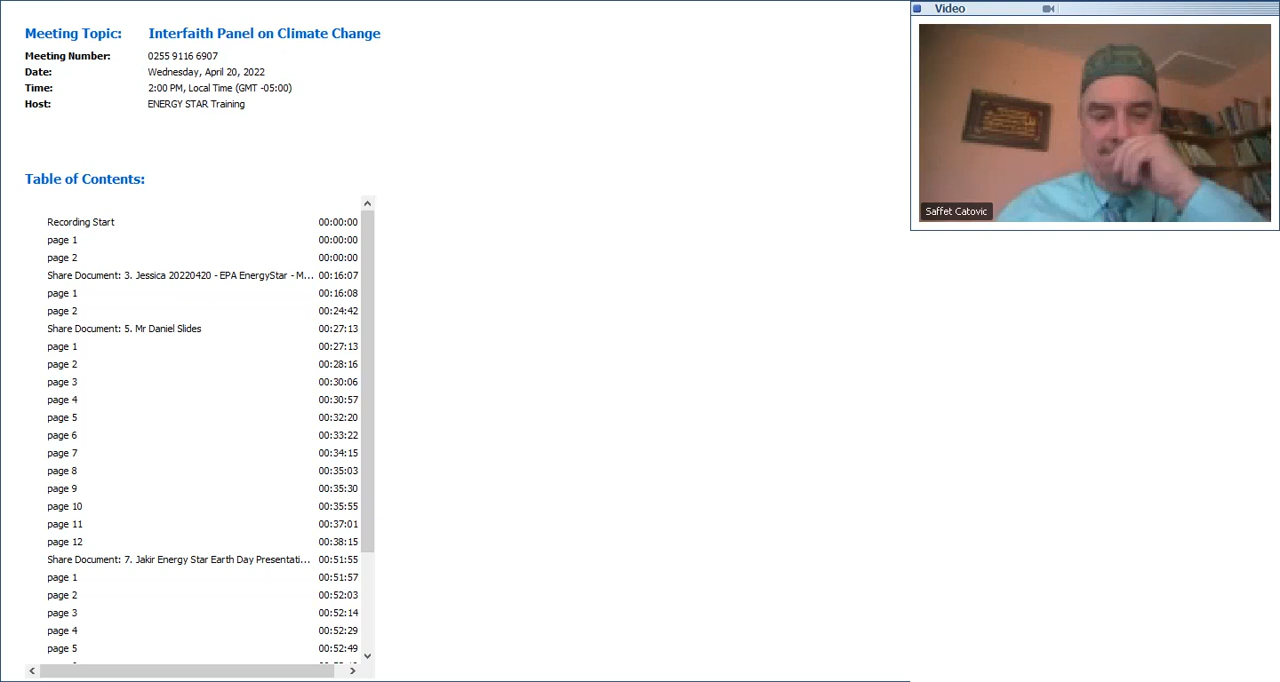 Meeting Topic: Interfaith Panel on Climate Change
Meeting Number: 0255 9116 6907
Date: Wednesday, April 20, 2022
Time: 2:00 PM, Local Time (GMT -05:00)
Host: ENERGY STAR Training
Table of Contents:
Recording Start 00:00:00
page 1 00:00:00
page 2 00:00:00
Share Document: 3. Jessica 20220420 - EPA EnergyStar - M... 00:16:07
page 1 00:16:08
page 2 00:24:42
Share Document: 5. Mr Daniel Slides 00:27:13
page 1 00:27:13
page 2 00:28:16
page 3 00:30:06
page 4 00:30:57
page 5 00:32:20
page 6 00:33:22
page 7 00:34:15
page 8 00:35:03
page 9 00:35:30
page 10 00:35:55
page 11 00:37:01
page 12 00:38:15
Share Document: 7. Jakir Energy Star Earth Day Presentati... 00:51:55
page 1 00:51:57
page 2 00:52:03
page 3 00:52:14
page 4 00:52:29
page 5 00:52:49
Video
Saffet Catovic